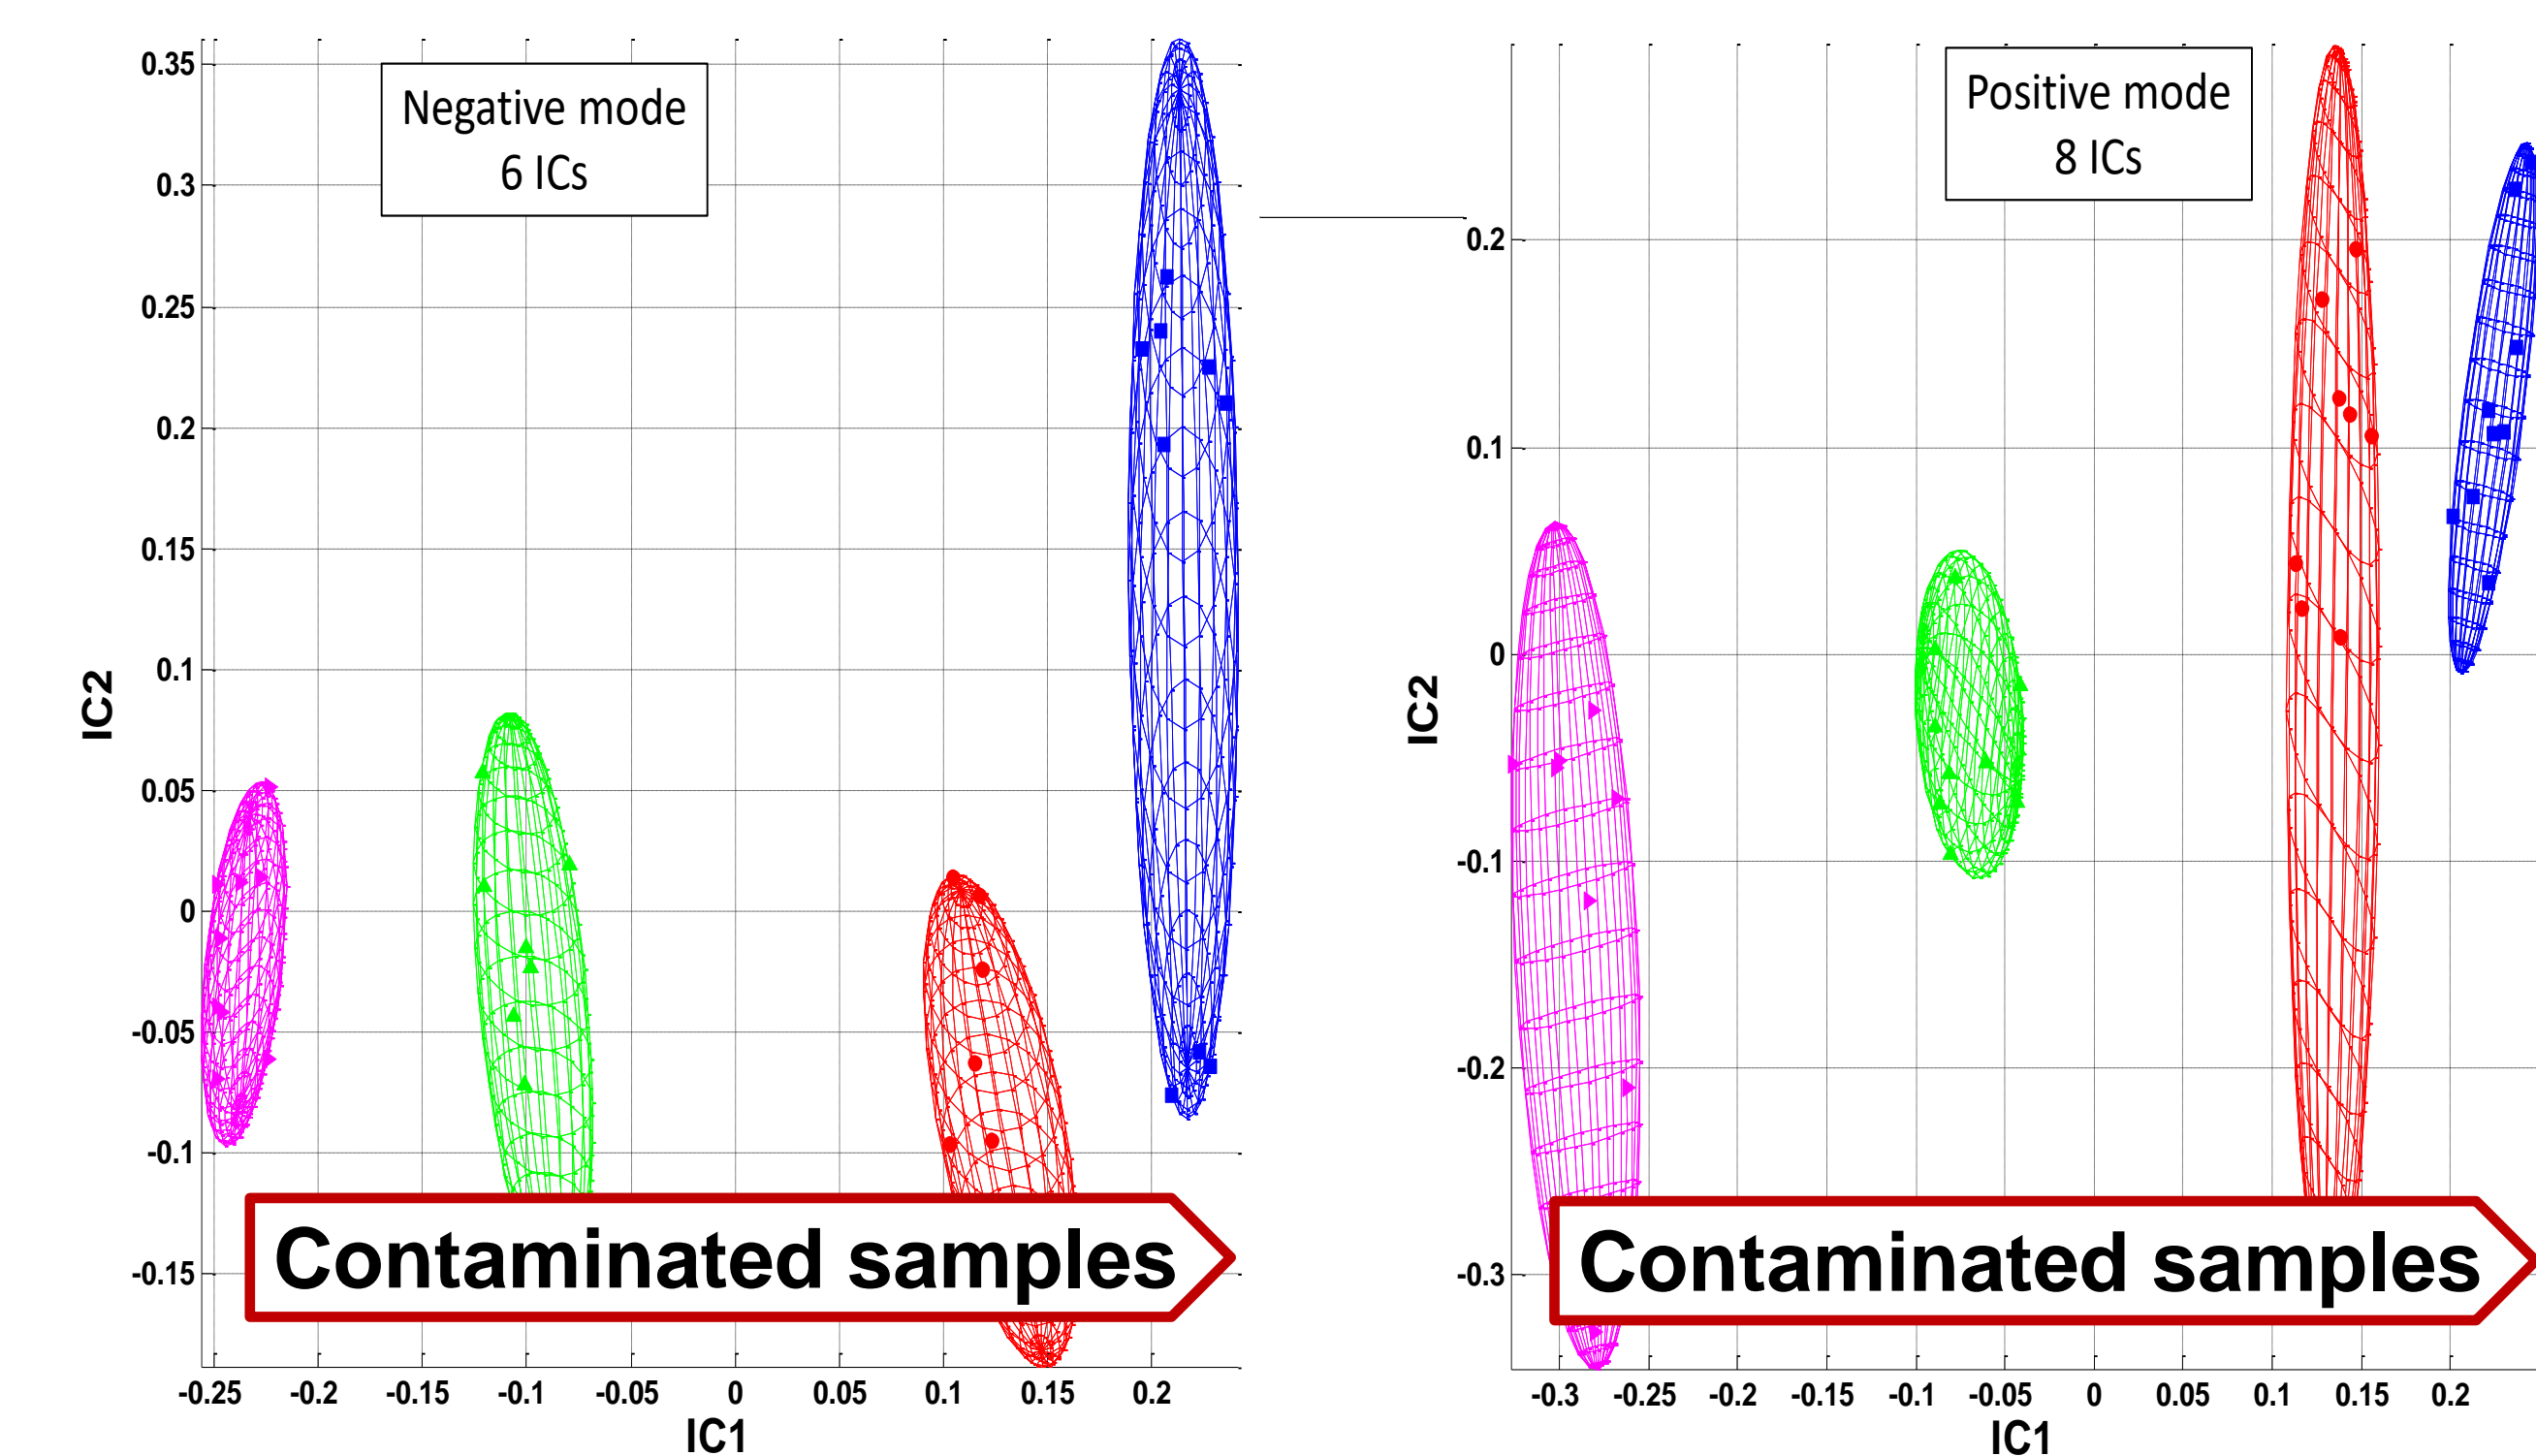 Negative mode
6 ICs
0.35
0.3
0.25
0.2
0.15
0.1
0.05
0
-0.05
-0.1
-0.15
IC2
Contaminated samples
-0.25 -0.2 -0.15 -0.1 -0.05 0 0.05 0.1 0.15 0.2
IC1
Positive mode
8 ICs
0.2
0.1
0
-0.1
-0.2
-0.3
IC2
Contaminated samples
-0.3 -0.25 -0.2 -0.15 -0.1 -0.05 0 0.05 0.1 0.15 0.2
IC1